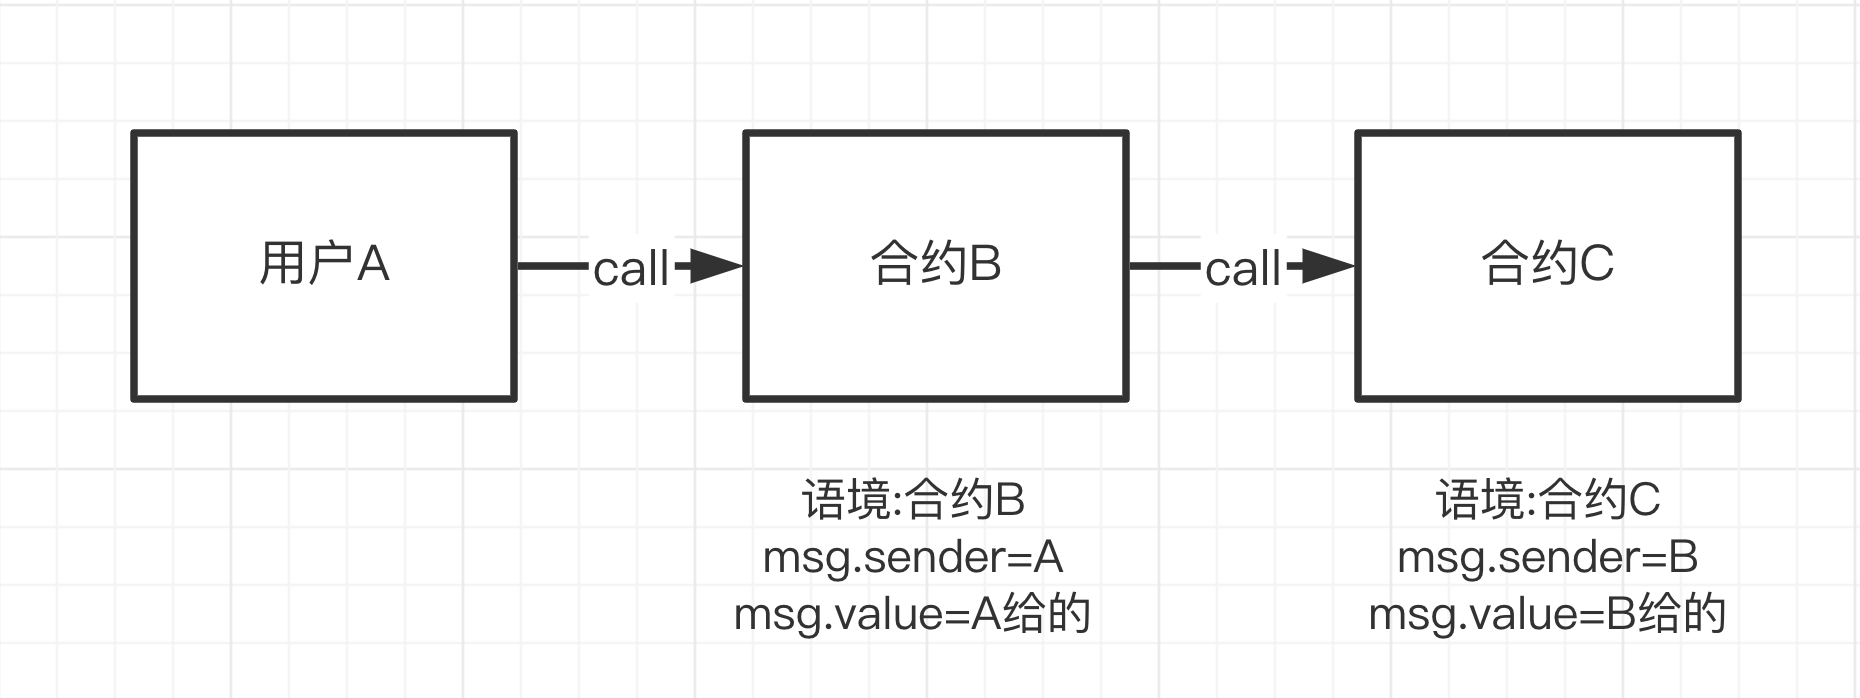 用户A
call
合约B
call
合约C
语境:合约B
msg.sender=A
msg.value=A给的
语境:合约C
msg.sender=B
msg.value=B给的